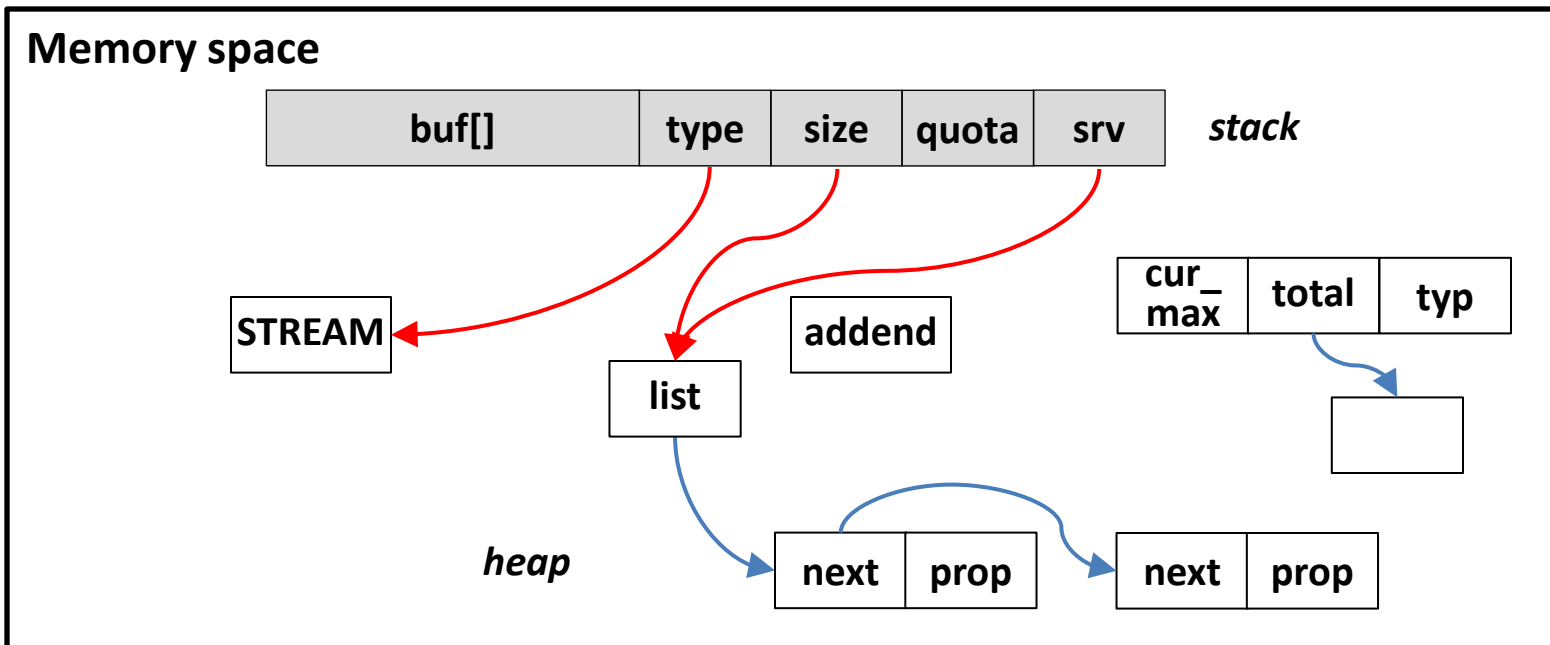 Memory space
buf[] type size quota srv stack
STREAM
addend
cur_
max
total typ
list
heap
next prop
next prop